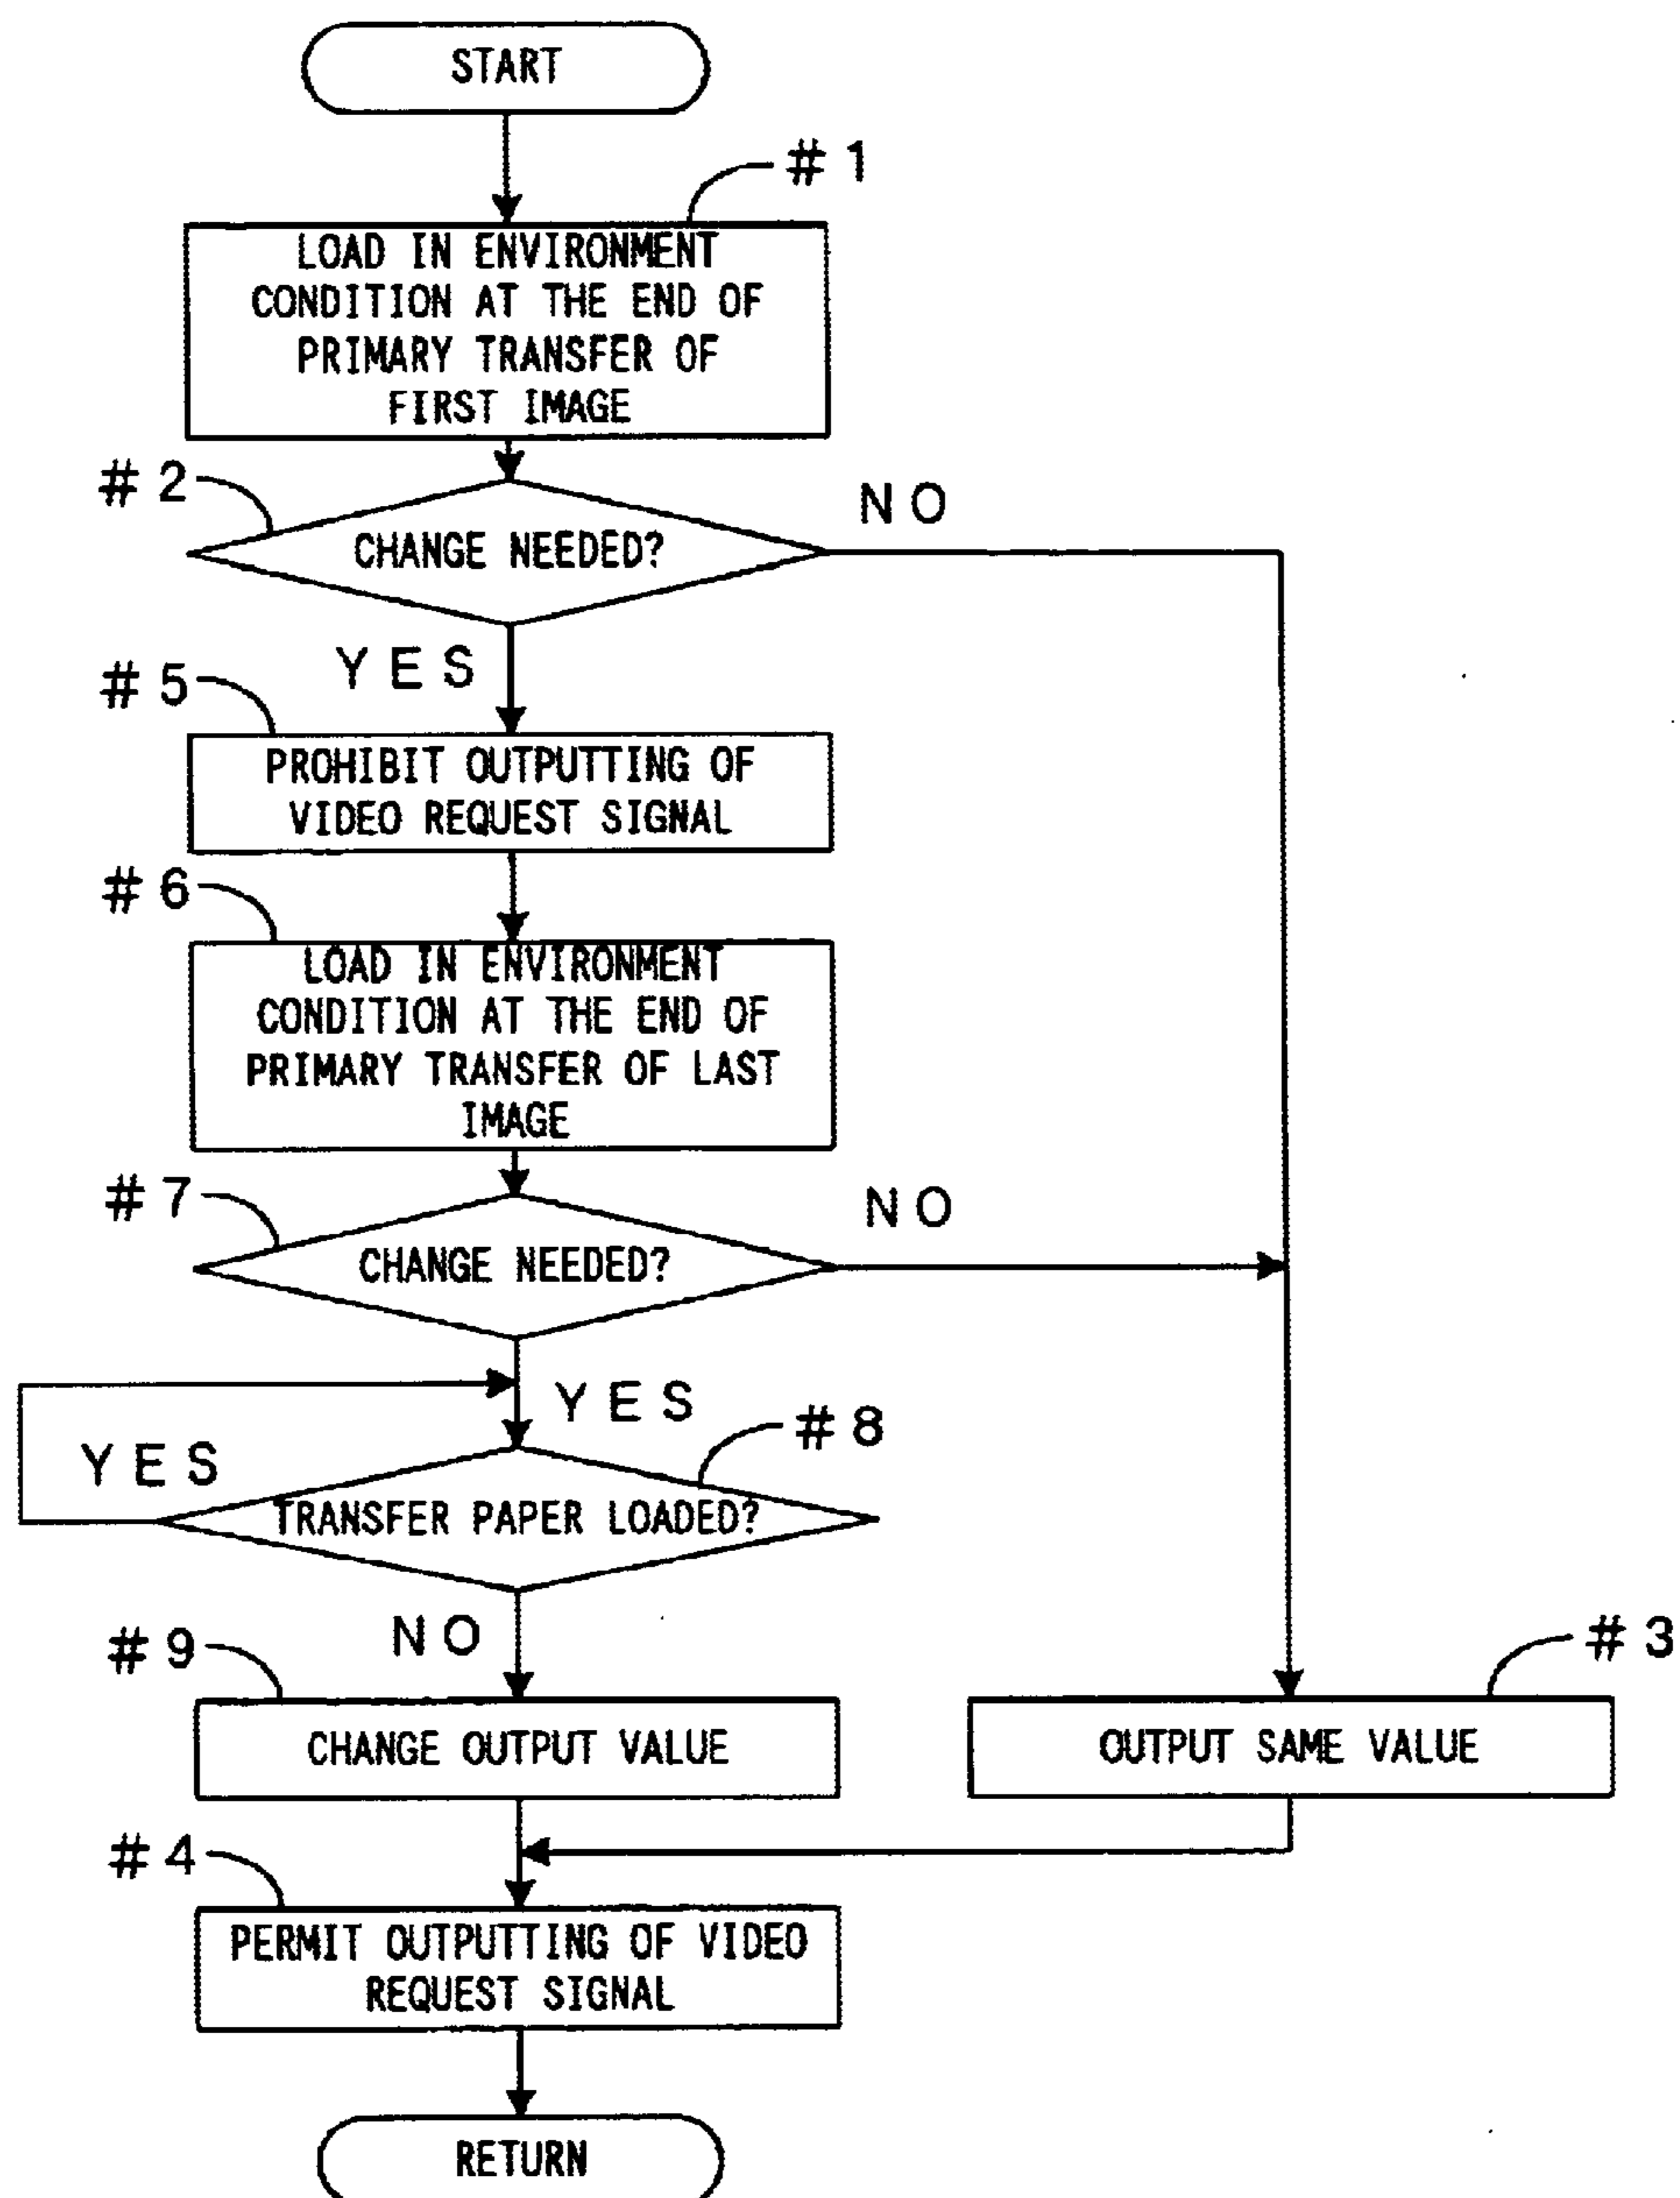 START
# 1
LOAD IN ENVIRONMENT
CONDITION AT THE END OF
PRIMARY TRANSFER OF
FIRST IMAGE
# 2
NO
CHANGE NEEDED?
YES
# 5
PROHIBIT OUTPUTTING OF
VIDEO REQUEST SIGNAL
# 6
LOAD IN ENVIRONMENT
CONDITION AT THE END OF
PRIMARY TRANSFER OF LAST
IMAGE
# 7
NO
CHANGE NEEDED?
YES
# 8
YES
TRANSFER PAPER LOADED?
NO
# 9
# 3
CHANGE OUTPUT VALUE
OUTPUT SAME VALUE
# 4
PERMIT OUTPUTTING OF VIDEO
REQUEST SIGNAL
RETURN